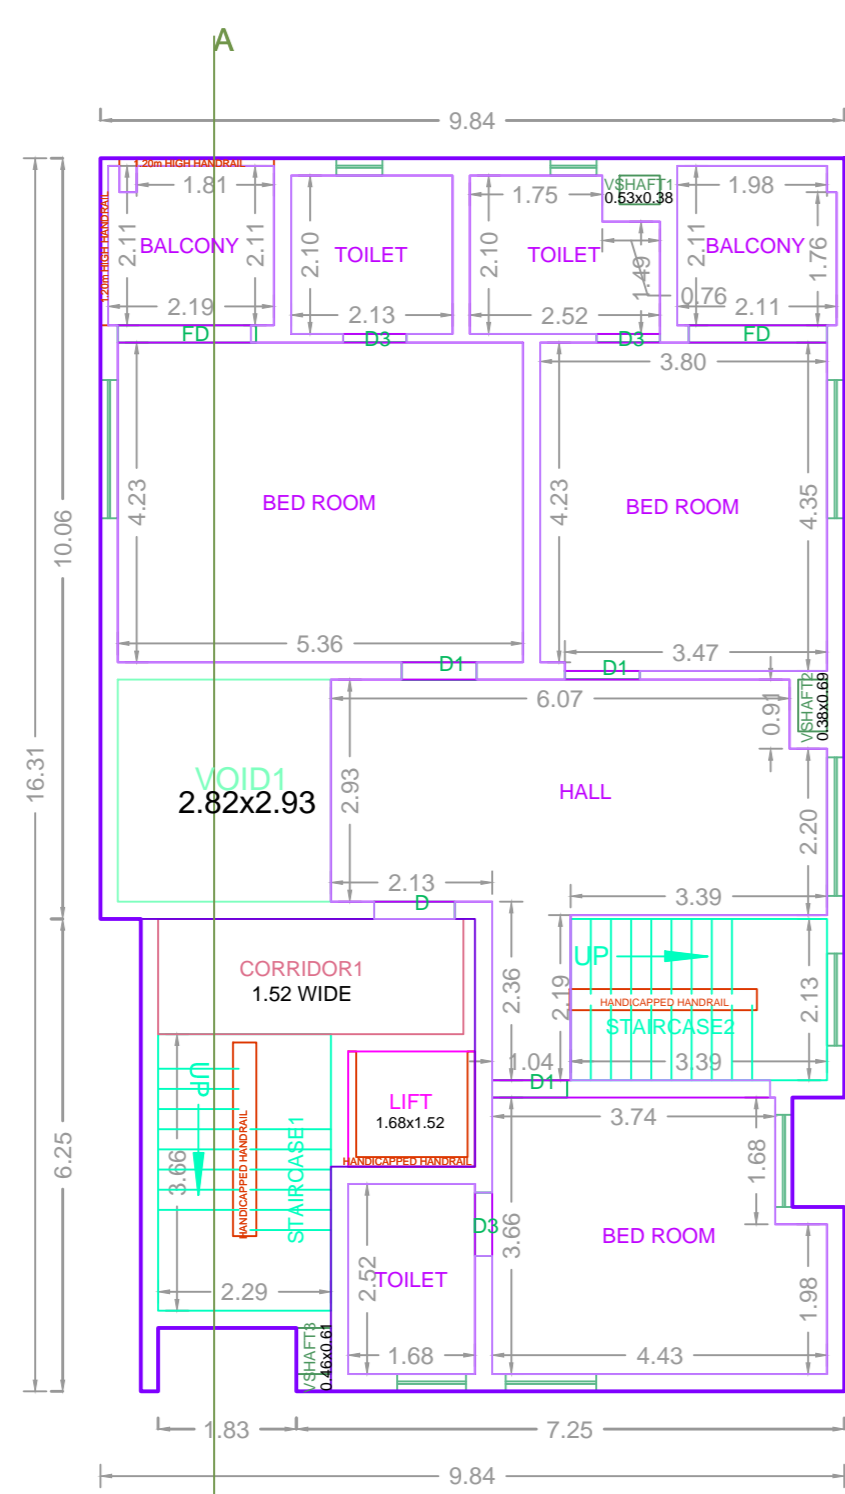 A
9.84
1.20m HIGH HANDRAIL
1.81
1.75
VSHAFT1
0.53x0.38
1.98
1.20m HIGH HANDRAIL
2.11
BALCONY
2.11
2.10
TOILET
2.10
TOILET
1.49
2.11
BALCONY
1.76
0.76
2.19
2.13
2.52
2.11
FD
D3
D3
FD
3.80
4.23
BED ROOM
4.23
BED ROOM
4.35
10.06
5.36
3.47
D1
D1
6.07
0.91
VSHAFT2
0.38x0.69
16.31
VOID1
2.82x2.93
2.93
HALL
2.20
2.13
3.39
D
CORRIDOR1
1.52 WIDE
2.36
2.19
UP
HANDICAPPED HANDRAIL
STAIRCASE2
2.13
1.04
3.39
UP
D1
LIFT
1.68x1.52
3.74
6.25
3.66
HANDICAPPED HANDRAIL
STAIRCASE1
HANDICAPPED HANDRAIL
1.68
D3
3.66
BED ROOM
2.52
TOILET
2.29
1.98
VSHAFT3
0.46x0.61
1.68
4.43
1.83
7.25
9.84